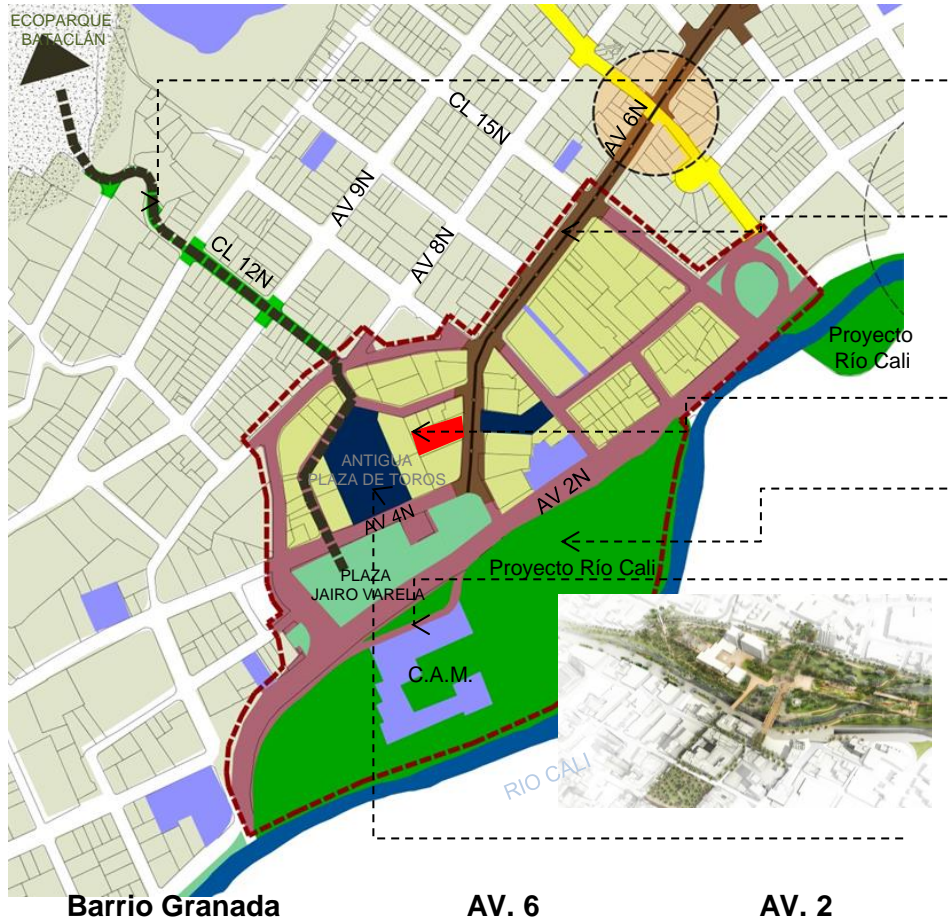 ECOPARQUE
BATACLÁN
CL 15N
AV 6N
AV 9N
AV 8N
CL 12N
Proyecto
Río Cali
ANTIGUA
PLAZA DE TOROS
AV 4N
AV 2N
Proyecto Río Cali
PLAZA
JAIRO VARELA
C.A.M.
RIO CALI
Barrio Granada
AV. 6
AV. 2